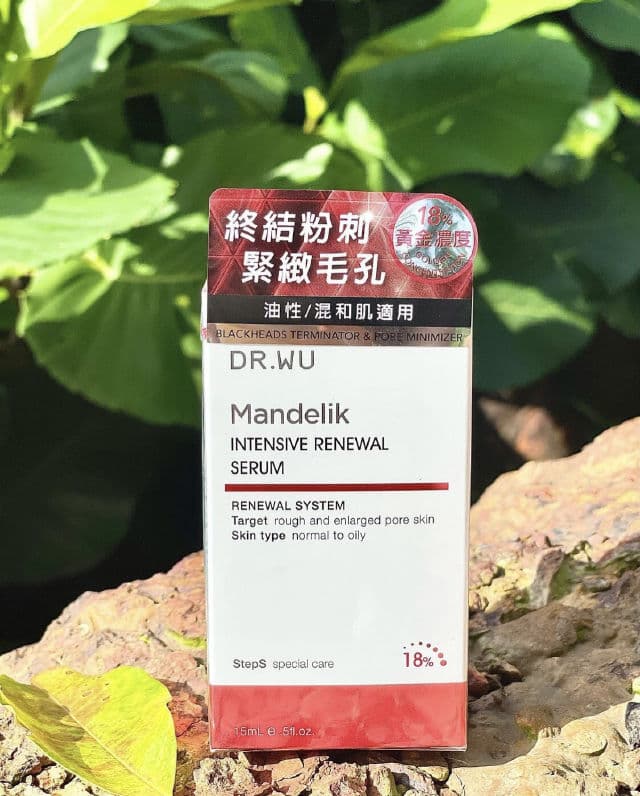 終結粉刺
緊緻毛孔
18%
黃金濃度
油性/混和肌適用
BLACKHEADS TERMINATOR & PORE MINIMIZER
DR.WU
Mandelik
INTENSIVE RENEWAL
SERUM
RENEWAL SYSTEM
Target rough and enlarged pore skin
Skin type normal to oily
StepS special care
18%
15mL e .5fl.oz.